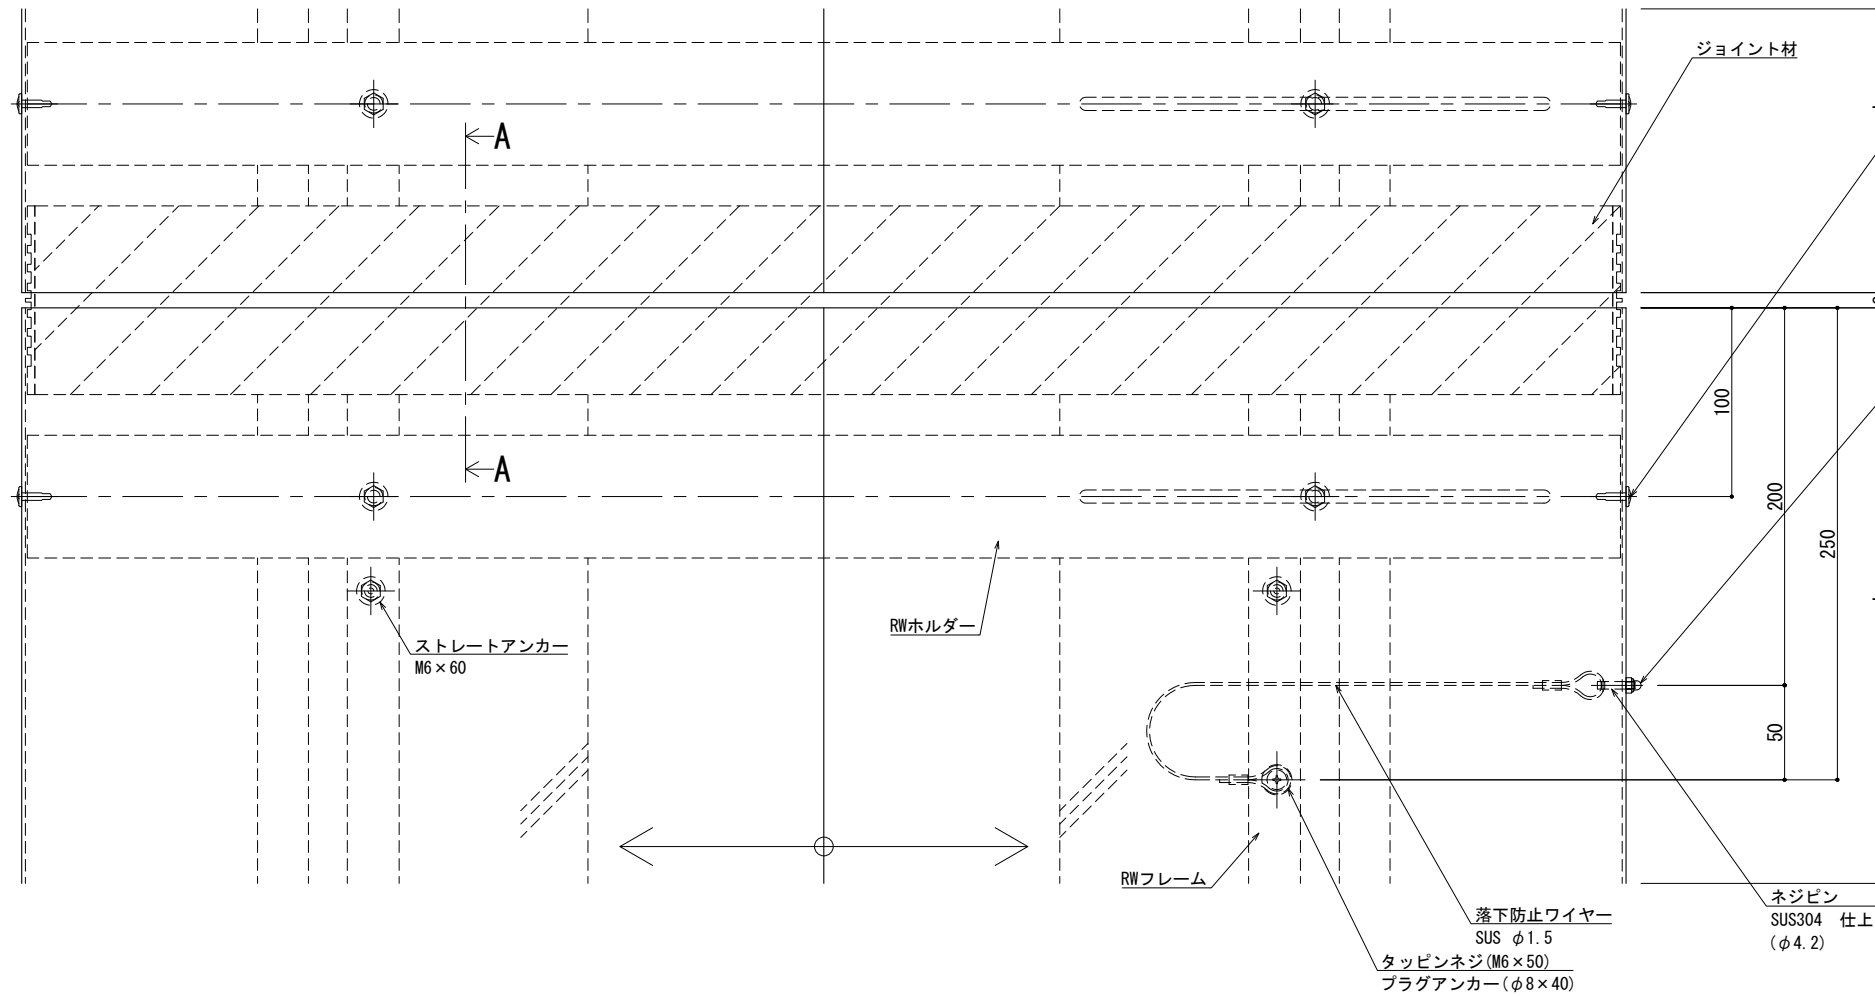 ジョイント材
A
A
100
200
250
50
RWホルダー
ストレートアンカー
M6×60
RWフレーム
落下防止ワイヤー
SUS φ1.5
タッピンネジ(M6×50)
プラグアンカー(φ8×40)
ネジピン
SUS304 仕上
(φ4.2)